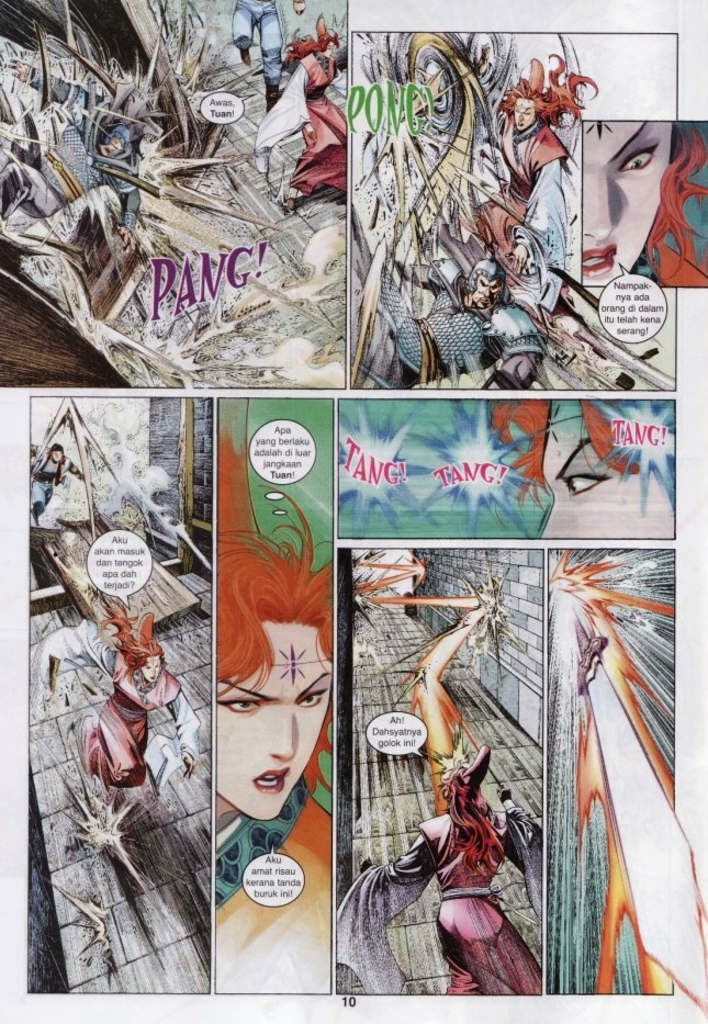 Awas,
Tuan!
PANG!
PONG!
Nampak-
nya ada
orang di dalam
itu telah kena
serang!
Aku
akan masuk
dan tengok
apa dah
terjadi?
Apa
yang berlaku
adalah di luar
jangkaan
Tuan!
Aku
amat risau
kerana tanda
buruk ini!
TANG!
TANG!
TANG!
Ah!
Dahsyatnya
golok ini!
10